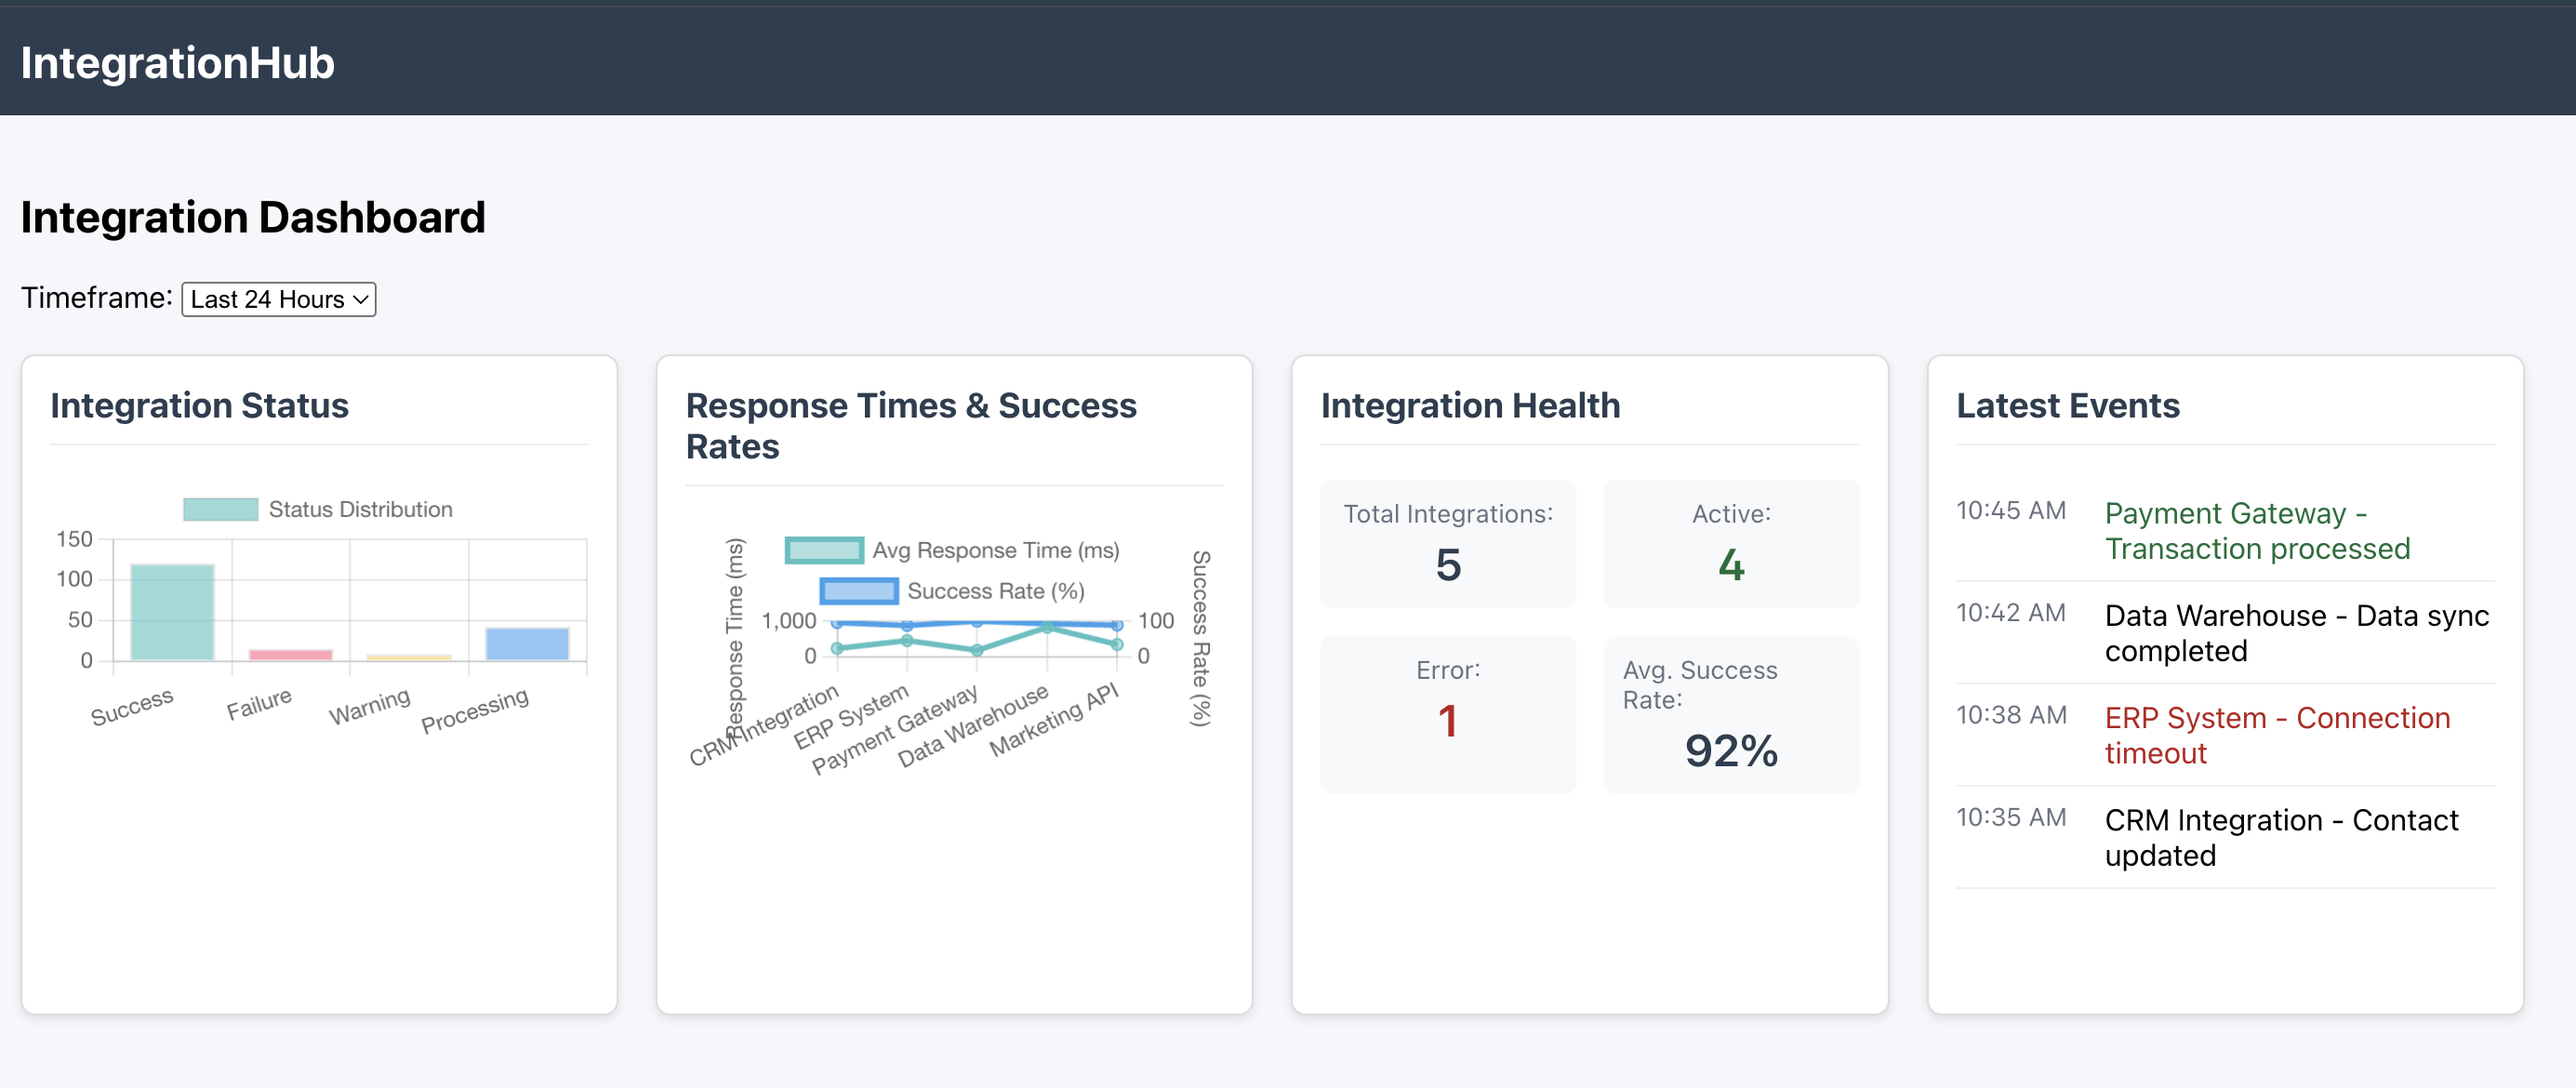 IntegrationHub
Integration Dashboard
Timeframe: Last 24 Hours
Integration Status
Status Distribution
150
100
50
0
Success
Failure
Warning
Processing
Response Times & Success
Rates
Avg Response Time (ms)
Success Rate (%)
Response Time (ms)
1,000
0
100
0
Success Rate (%)
CRM Integration
ERP System
Payment Gateway
Data Warehouse
Marketing API
Integration Health
Total Integrations:
5
Active:
4
Error:
1
Avg. Success
Rate:
92%
Latest Events
10:45 AM
Payment Gateway -
Transaction processed
10:42 AM
Data Warehouse - Data sync
completed
10:38 AM
ERP System - Connection
timeout
10:35 AM
CRM Integration - Contact
updated